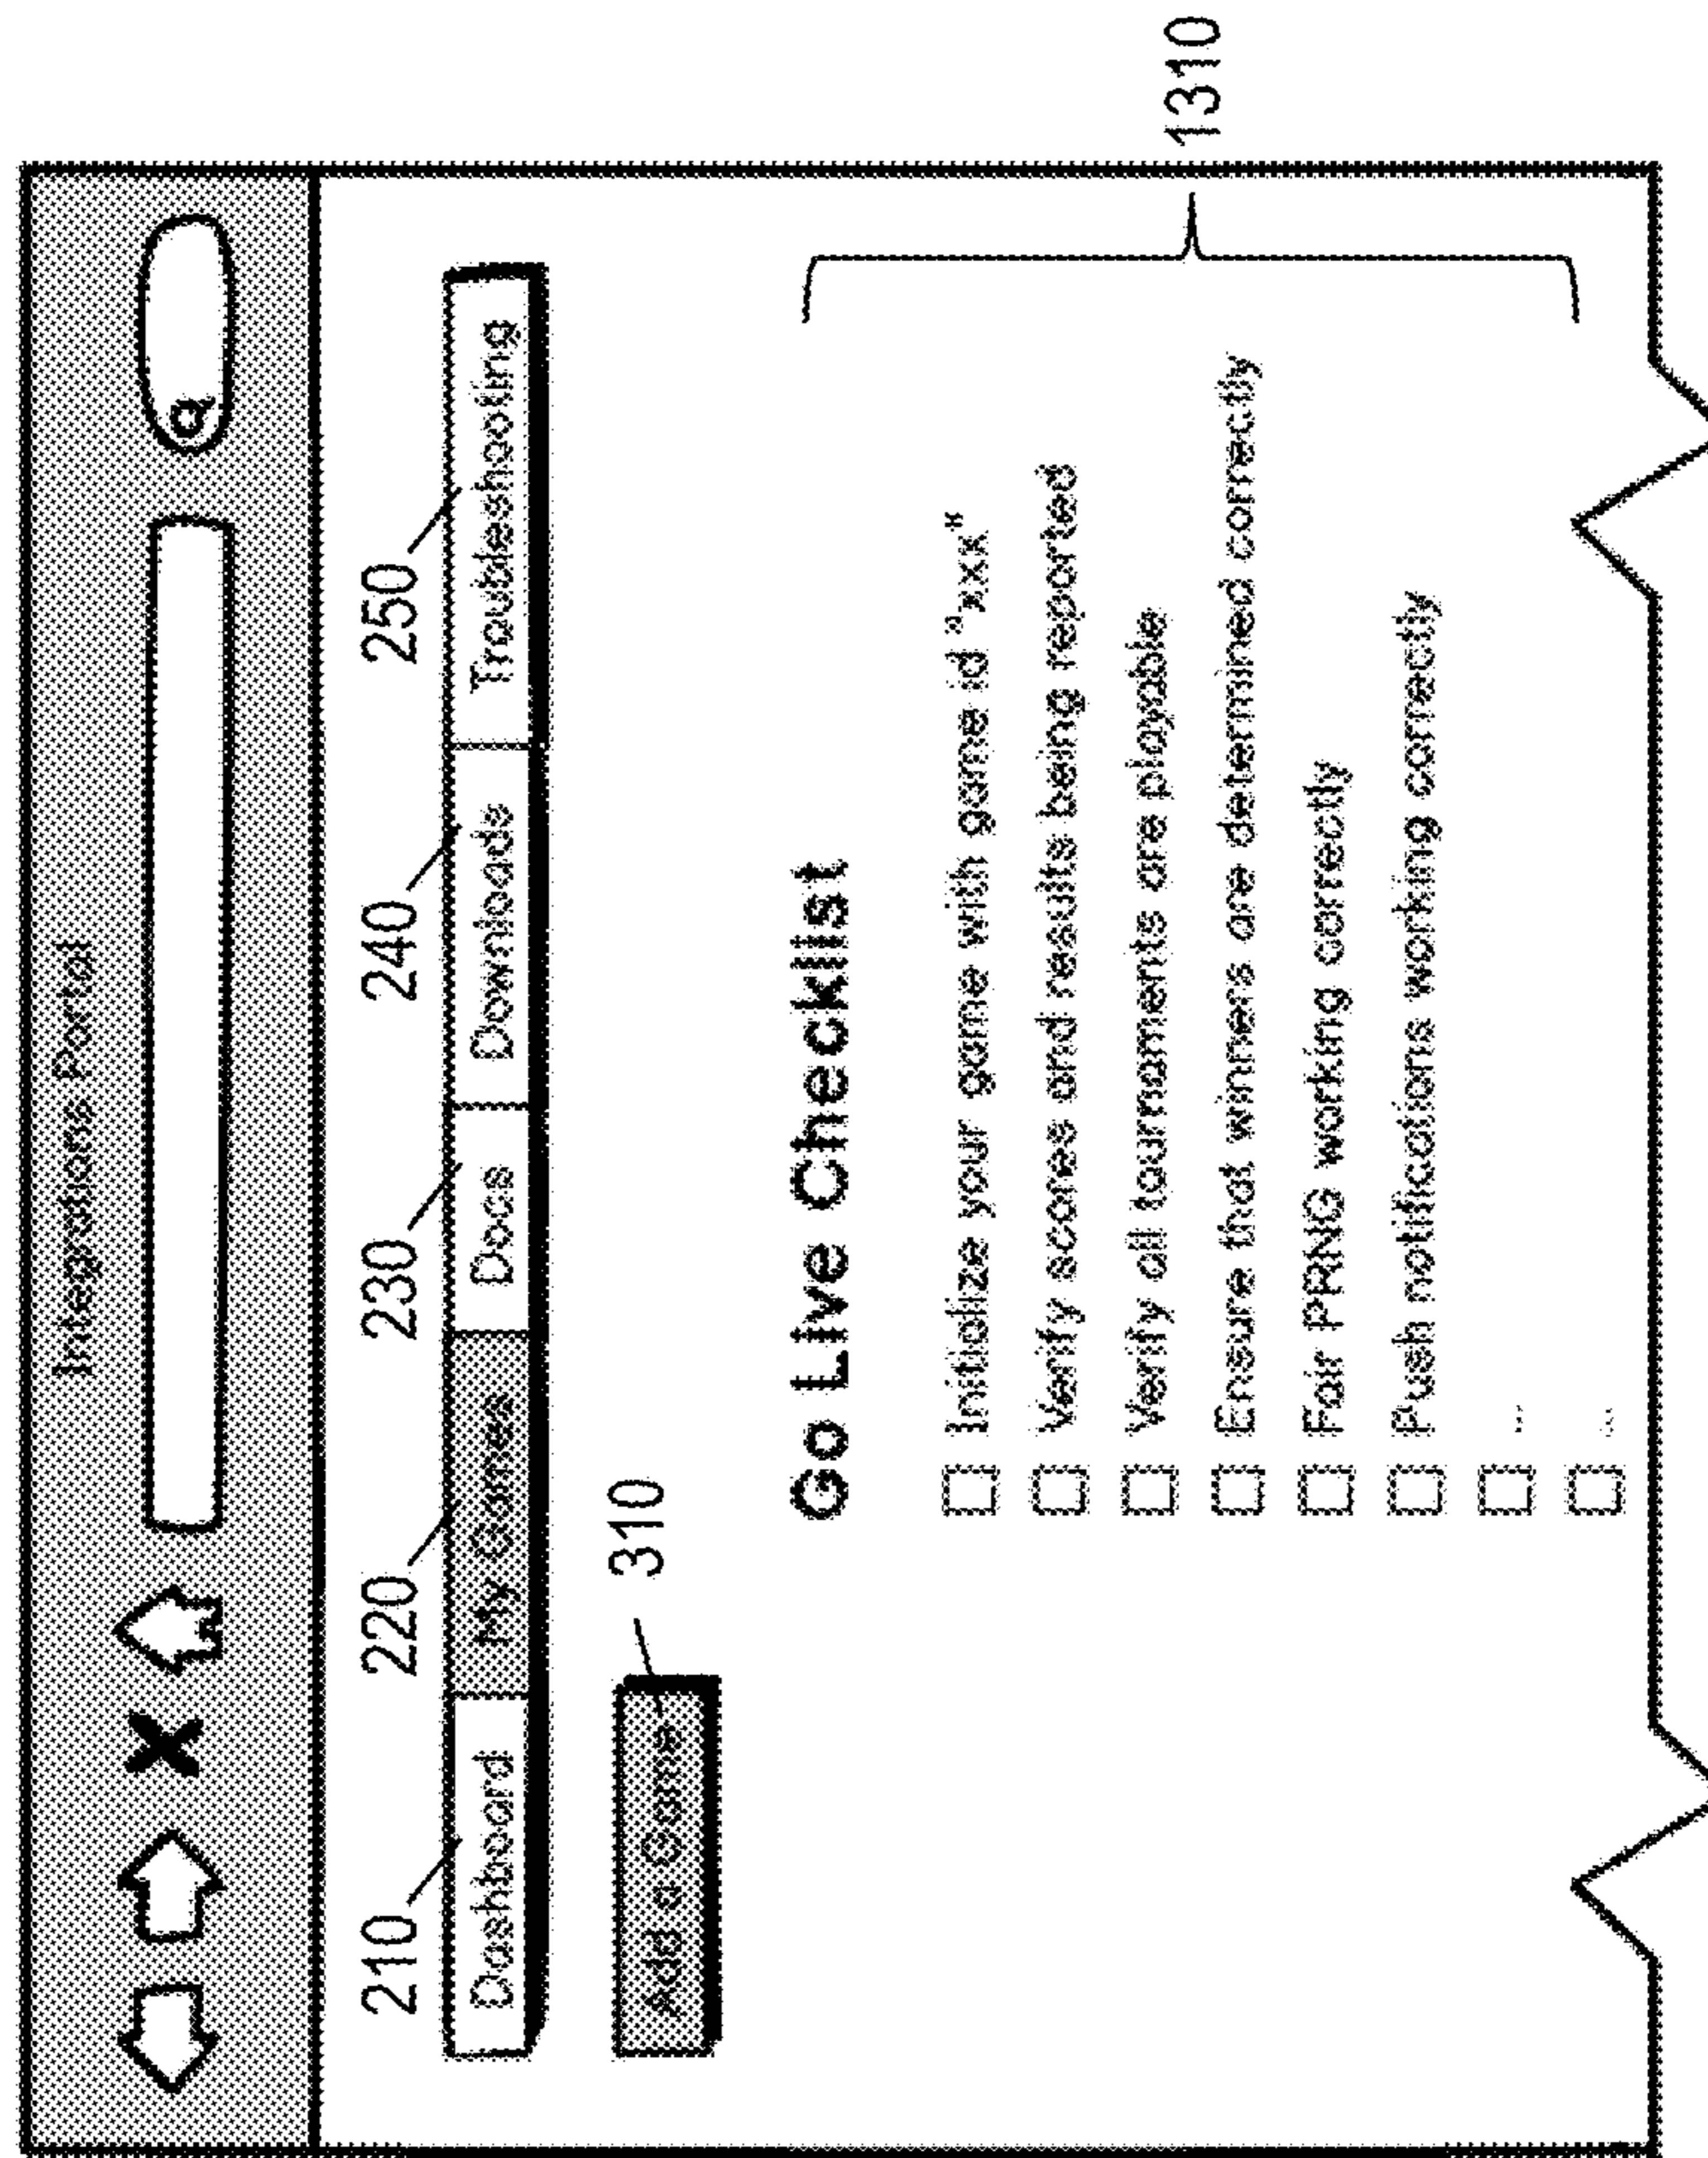 Integrations Portal
210 220 230 240 250
Dashboard My Games Docs Downloads Troubleshooting
310
Add a Game
Go Live Checklist
Initialize your game with game id "xxx"
Verify scores and results being reported
Verify all tournaments are playable
Ensure that winners are determined correctly
Fair PRNG working correctly
Push notifications working correctly
...
...
1310